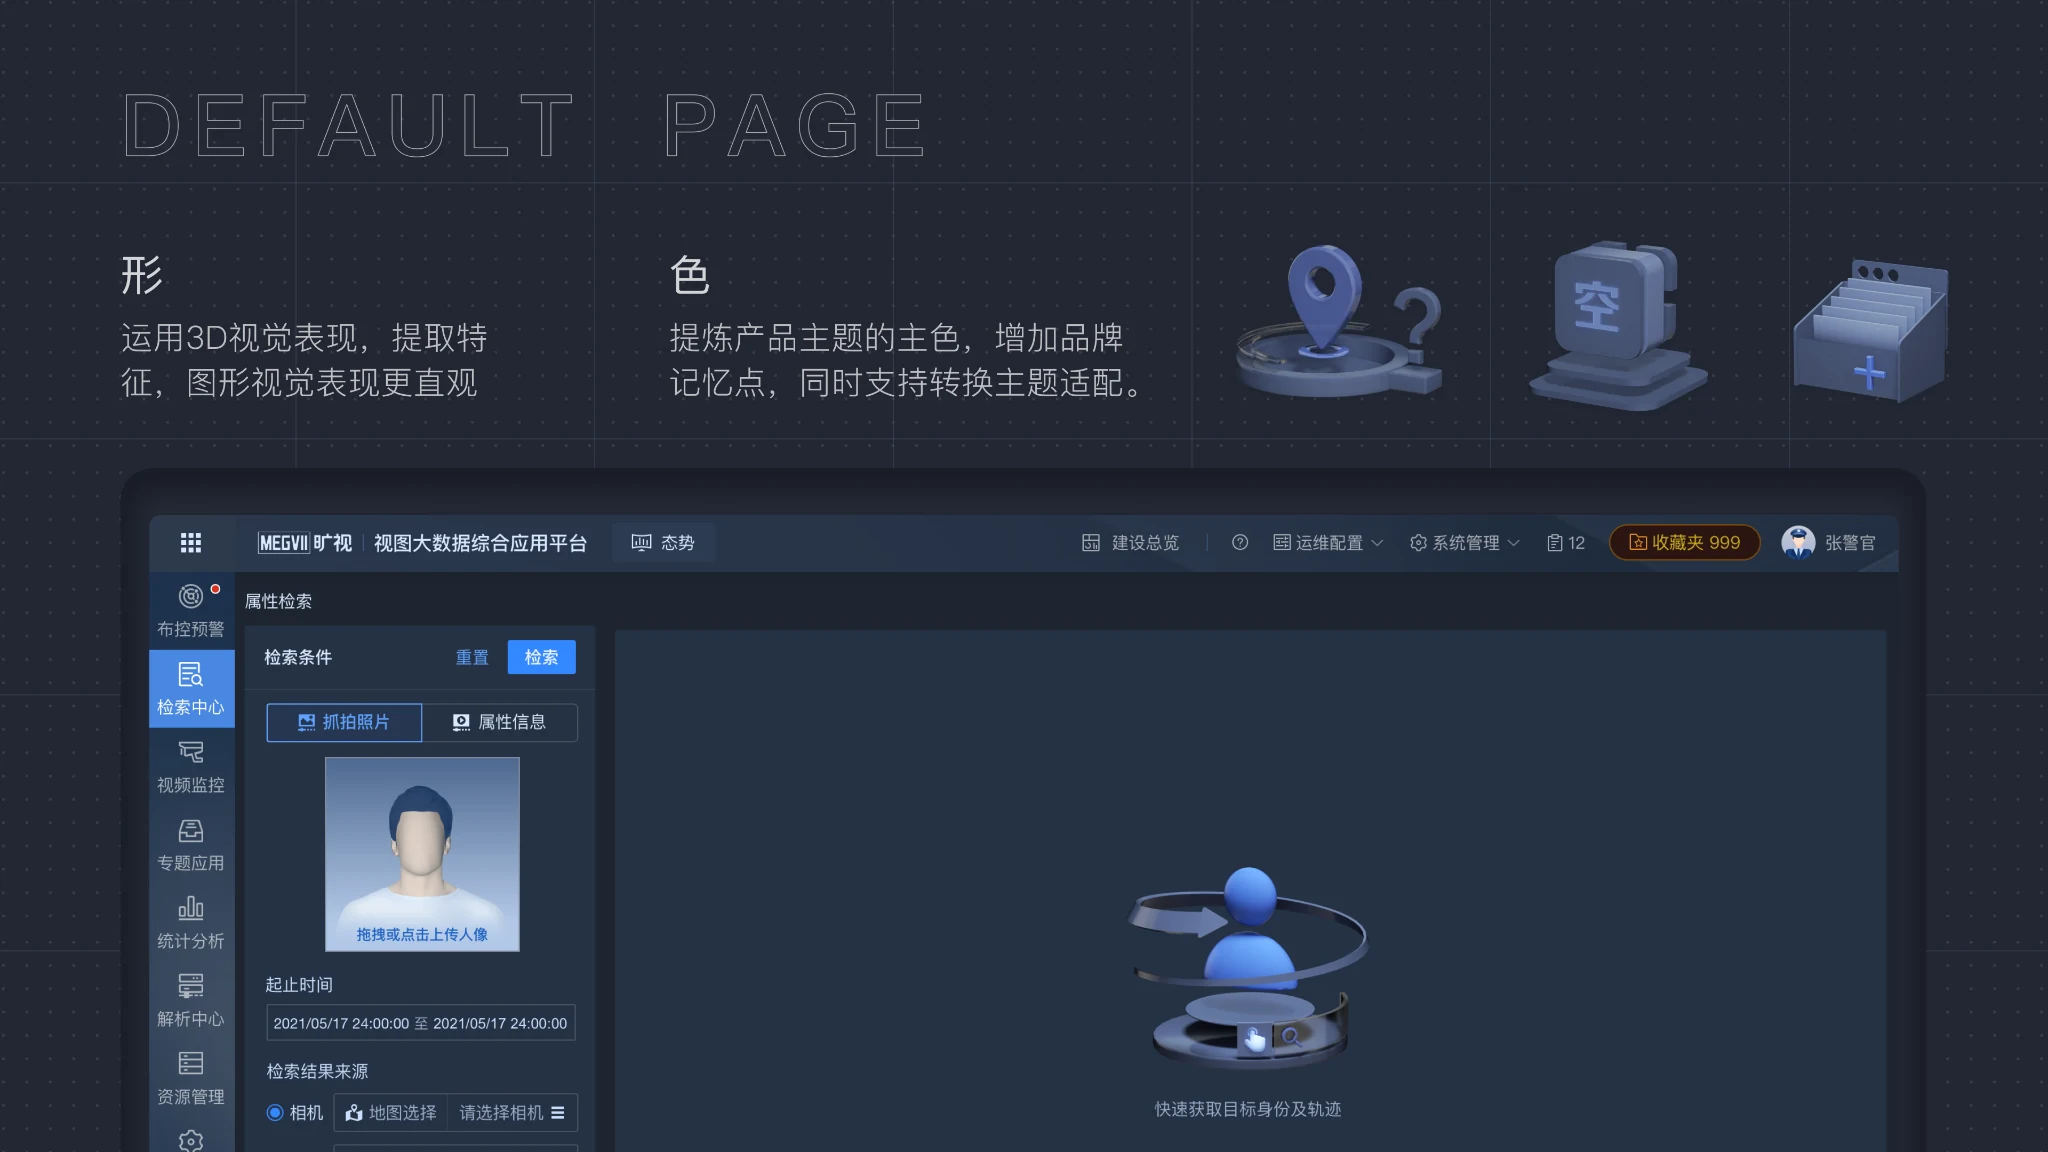 DEFAULT PAGE
形
运用3D视觉表现，提取特
征，图形视觉表现更直观
色
提炼产品主题的主色，增加品牌
记忆点，同时支持转换主题适配。
空
MEGVII旷视
视图大数据综合应用平台
态势
建设总览
运维配置
系统管理
12
收藏夹 999
张警官
布控预警
检索中心
视频监控
专题应用
统计分析
解析中心
资源管理
属性检索
检索条件
重置
检索
抓拍照片
属性信息
拖拽或点击上传人像
起止时间
2021/05/17 24:00:00 至 2021/05/17 24:00:00
检索结果来源
相机
地图选择
请选择相机
快速获取目标身份及轨迹